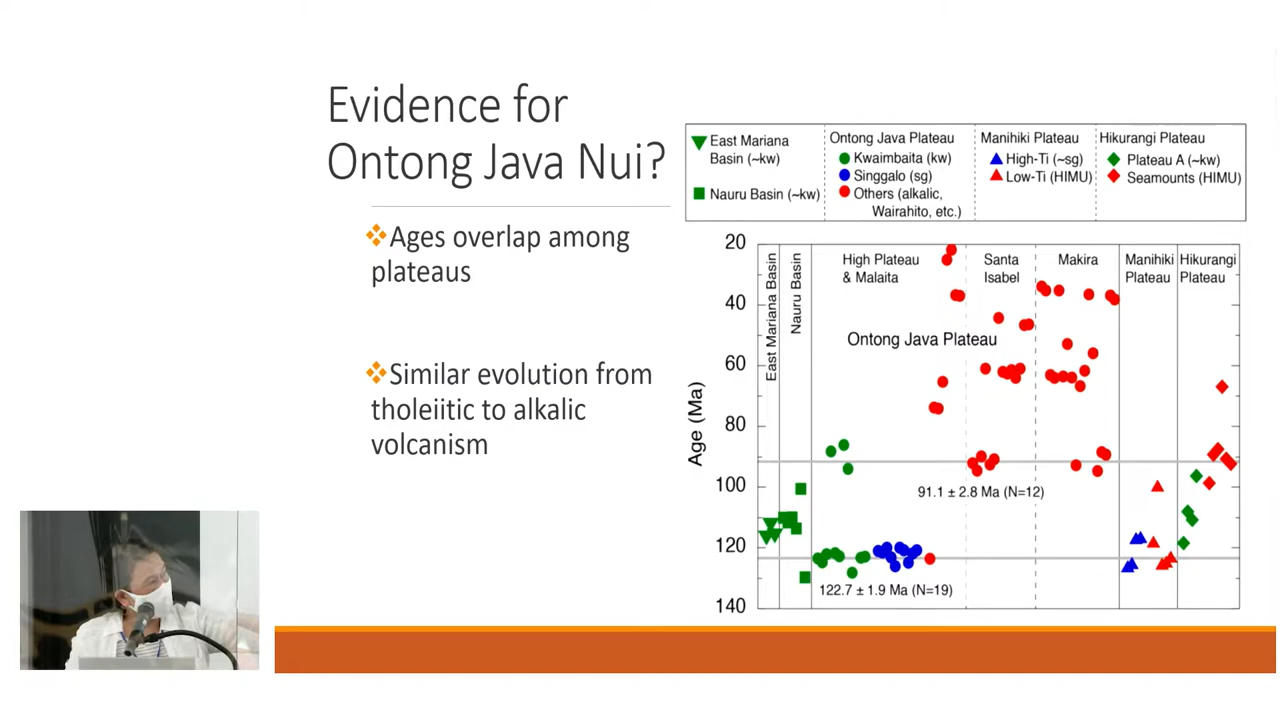 Evidence for
Ontong Java Nui?
❖Ages overlap among
plateaus
❖Similar evolution from
tholeiitic to alkalic
volcanism
East Mariana
Basin (~kw)
Nauru Basin (~kw)
Ontong Java Plateau
Kwaimbaita (kw)
Singgalo (sg)
Others (alkalic,
Wairahito, etc.)
Manihiki Plateau
High-Ti (~sg)
Low-Ti (HIMU)
Hikurangi Plateau
Plateau A (~kw)
Seamounts (HIMU)
Age (Ma)
20
40
60
80
100
120
140
East Mariana Basin
Nauru Basin
High Plateau
& Malaita
Santa
Isabel
Makira
Manihiki
Plateau
Hikurangi
Plateau
Ontong Java Plateau
91.1 ± 2.8 Ma (N=12)
122.7 ± 1.9 Ma (N=19)